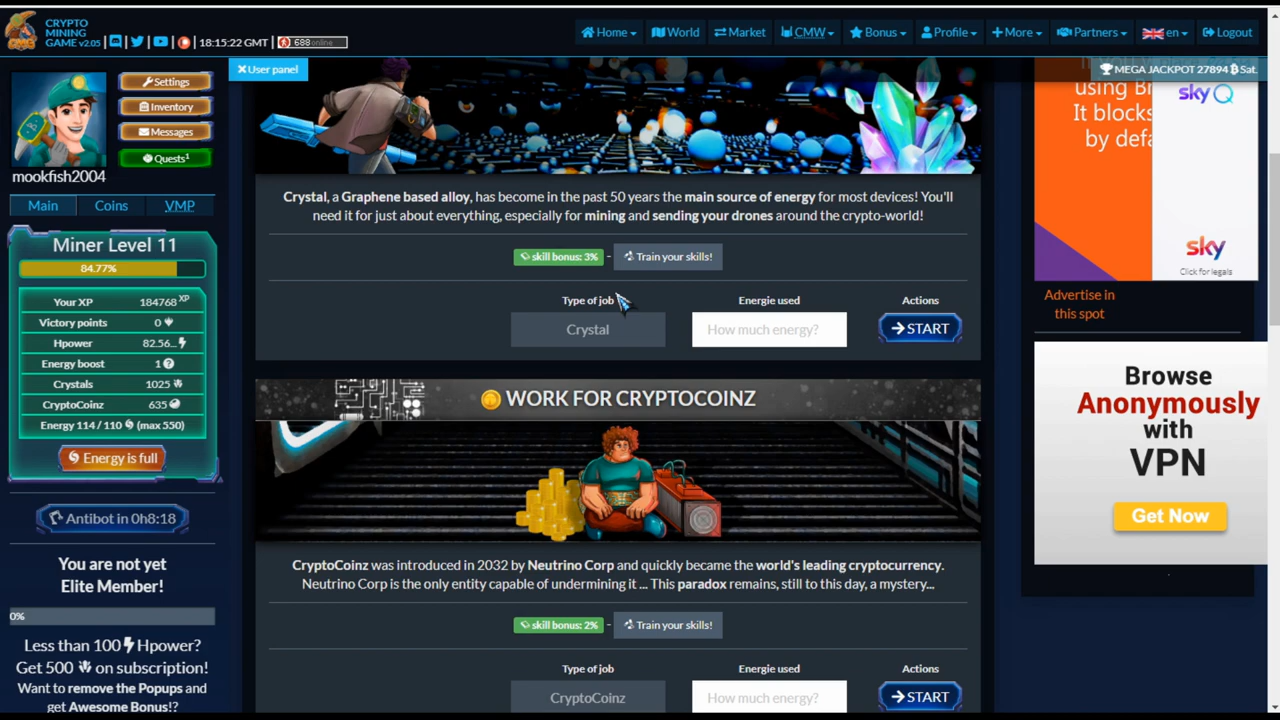 CRYPTO
MINING
GAME v2.05
18:15:22 GMT
688 online
Home
World
Market
CMW
Bonus
Profile
More
Partners
en
Logout
User panel
MEGA JACKPOT 27894 Sat.
Settings
Inventory
Messages
Quests1
mookfish2004
Main Coins VMP
Miner Level 11
84.77%
Your XP 184768 XP
Victory points 0
Hpower 82.56...
Energy boost 1
Crystals 1025
CryptoCoinz 635
Energy 114 / 110 (max 550)
Energy is full
Antibot in 0h8:18
You are not yet
Elite Member!
0%
Less than 100 Hpower?
Get 500 on subscription!
Want to remove the Popups and
get Awesome Bonus!?
Crystal, a Graphene based alloy, has become in the past 50 years the main source of energy for most devices! You'll
need it for just about everything, especially for mining and sending your drones around the crypto-world!
skill bonus: 3% - Train your skills!
Type of job Energie used Actions
Crystal How much energy? START
WORK FOR CRYPTOCOINZ
CryptoCoinz was introduced in 2032 by Neutrino Corp and quickly became the world's leading cryptocurrency.
Neutrino Corp is the only entity capable of undermining it ... This paradox remains, still to this day, a mystery...
skill bonus: 2% - Train your skills!
Type of job Energie used Actions
CryptoCoinz How much energy? START
using Br
It blocks
by defa
sky Q
sky
Click for legals
Advertise in
this spot
Browse
Anonymously
with
VPN
Get Now